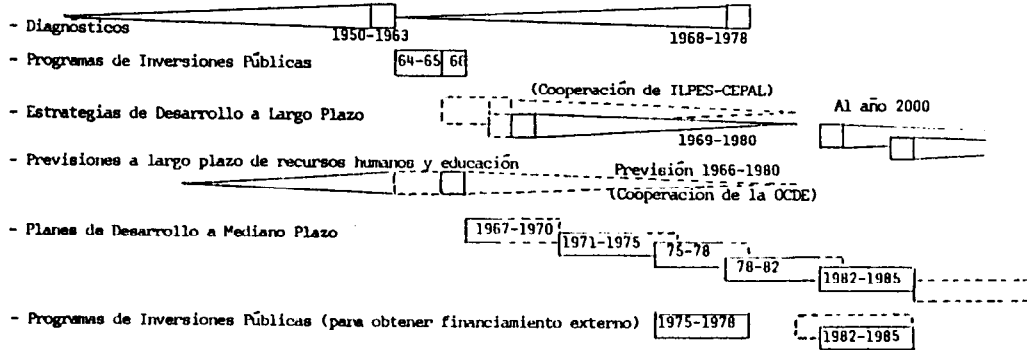 - Diagnósticos
1950-1963
1968-1978
- Programas de Inversiones Públicas
64-65 66
(Cooperación de ILPES-CEPAL)
Al año 2000
- Estrategias de Desarrollo a Largo Plazo
1969-1980
- Previsiones a largo plazo de recursos humanos y educación
Previsión 1966-1980
(Cooperación de la OCDE)
- Planes de Desarrollo a Mediano Plazo
1967-1970
1971-1975
75-78
78-82
1982-1985
- Programas de Inversiones Públicas (para obtener financiamiento externo)
1975-1978
1982-1985